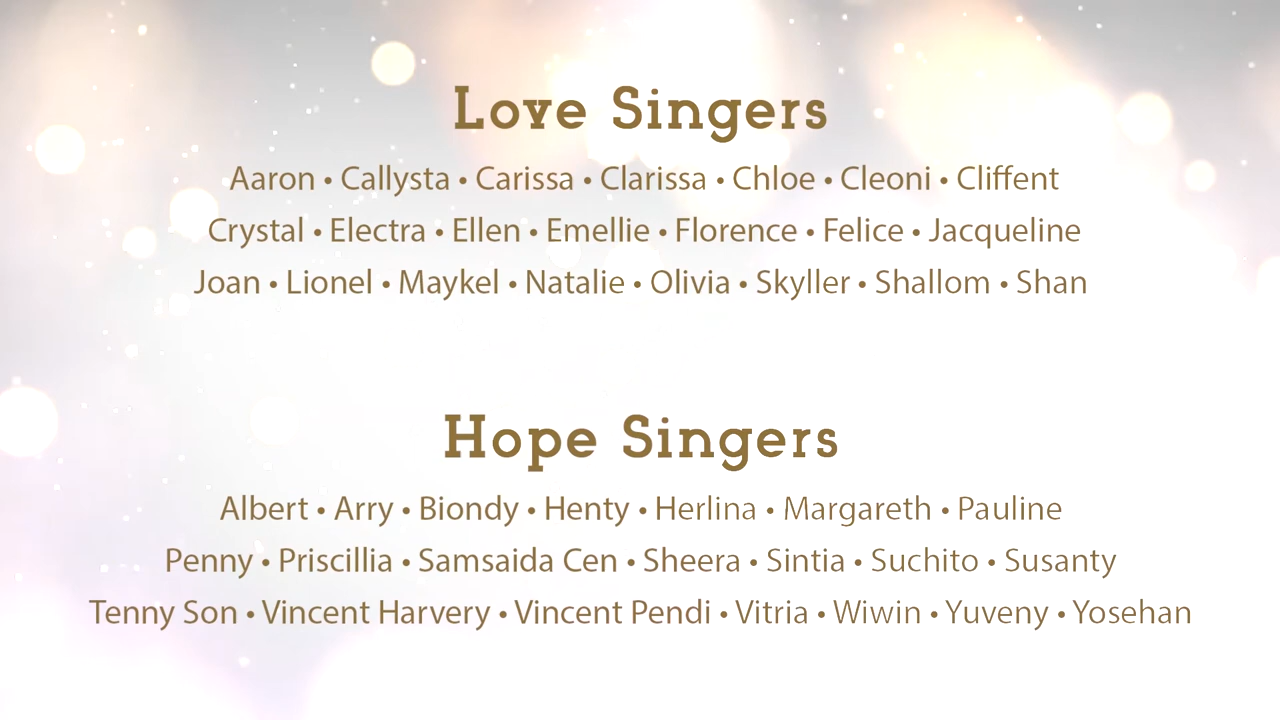 Love Singers
Aaron • Callysta • Carissa • Clarissa • Chloe • Cleoni • Cliffent
Crystal • Electra • Ellen • Emellie • Florence • Felice • Jacqueline
Joan • Lionel • Maykel • Natalie • Olivia • Skyller • Shallom • Shan
Hope Singers
Albert • Arry • Biondy • Henty • Herlina • Margareth • Pauline
Penny • Priscillia • Samsaida Cen • Sheera • Sintia • Suchito • Susanty
Tenny Son • Vincent Harvery • Vincent Pendi • Vitria • Wiwin • Yuveny • Yosehan